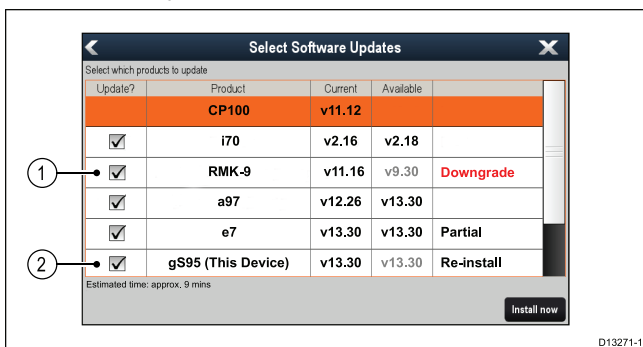 Select Software Updates
Select which products to update
Update? Product Current Available
CP100 v11.12
i70 v2.16 v2.18
1 RMK-9 v11.16 v9.30 Downgrade
a97 v12.26 v13.30
e7 v13.30 v13.30 Partial
2 gS95 (This Device) v13.30 v13.30 Re-install
Estimated time: approx. 9 mins
Install now
D13271-1